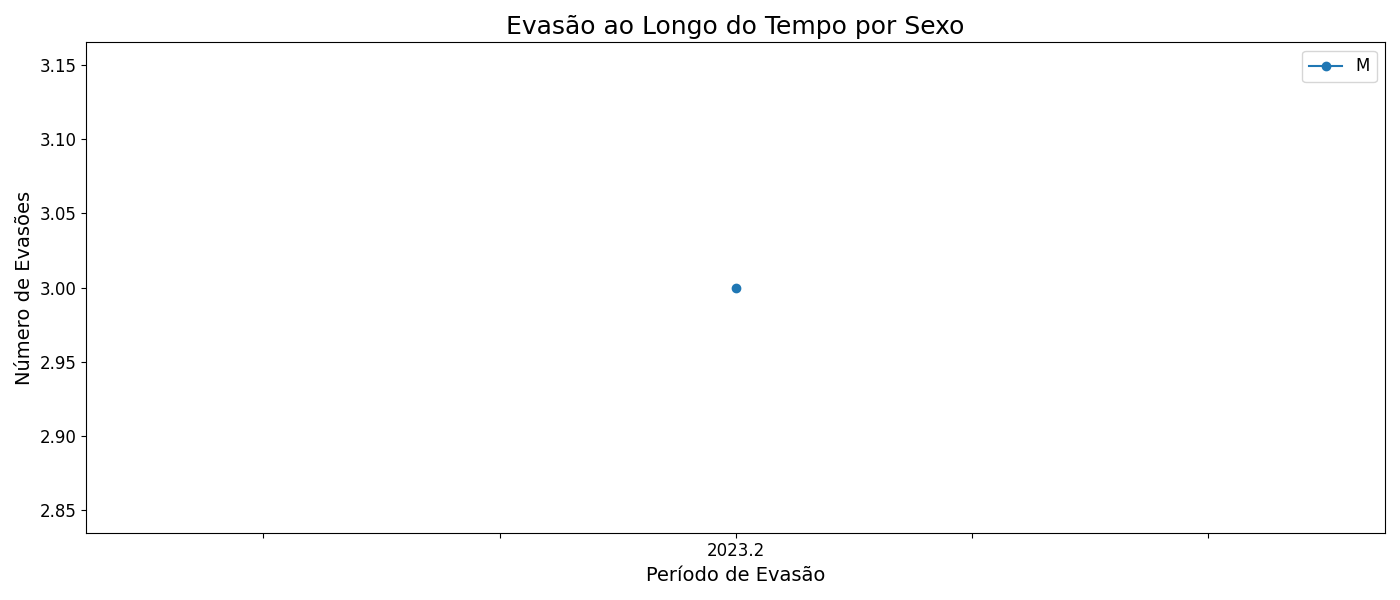 Evasão ao Longo do Tempo por Sexo
M
Número de Evasões
3.15
3.10
3.05
3.00
2.95
2.90
2.85
2023.2
Período de Evasão